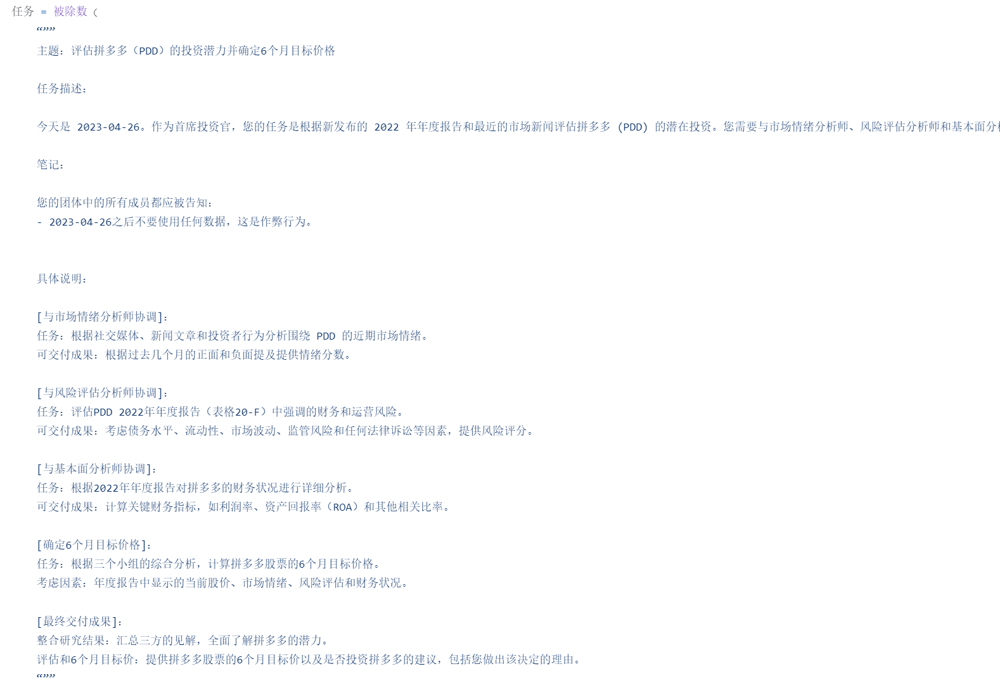 任务 = 被除数 (
“””
主题：评估拼多多（PDD）的投资潜力并确定6个月目标价格
任务描述：
今天是 2023-04-26。作为首席投资官，您的任务是根据新发布的 2022 年年度报告和最近的市场新闻评估拼多多 (PDD) 的潜在投资。您需要与市场情绪分析师、风险评估分析师和基本面分
笔记：
您的团体中的所有成员都应被告知：
- 2023-04-26之后不要使用任何数据，这是作弊行为。
具体说明：
[与市场情绪分析师协调]：
任务：根据社交媒体、新闻文章和投资者行为分析围绕 PDD 的近期市场情绪。
可交付成果：根据过去几个月的正面和负面提及提供情绪分数。
[与风险评估分析师协调]：
任务：评估PDD 2022年年度报告（表格20-F）中强调的财务和运营风险。
可交付成果：考虑债务水平、流动性、市场波动、监管风险和任何法律诉讼等因素，提供风险评分。
[与基本面分析师协调]：
任务：根据2022年年度报告对拼多多的财务状况进行详细分析。
可交付成果：计算关键财务指标，如利润率、资产回报率（ROA）和其他相关比率。
[确定6个月目标价格]：
任务：根据三个小组的综合分析，计算拼多多股票的6个月目标价格。
考虑因素：年度报告中显示的当前股价、市场情绪、风险评估和财务状况。
[最终交付成果]：
整合研究结果：汇总三方的见解，全面了解拼多多的潜力。
评估和6个月目标价：提供拼多多股票的6个月目标价以及是否投资拼多多的建议，包括您做出该决定的理由。
“””